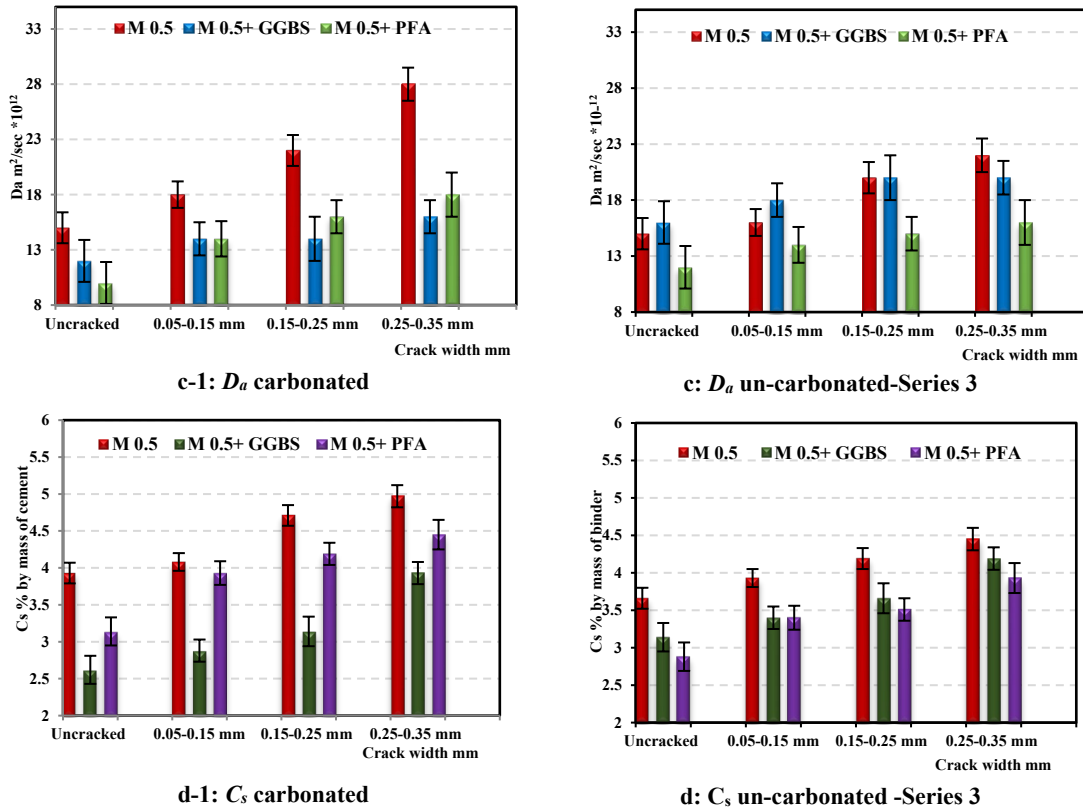 33
28
23
18
13
8
Da m²/sec *10¹²
M 0.5 M 0.5+ GGBS M 0.5+ PFA
Uncracked 0.05-0.15 mm 0.15-0.25 mm 0.25-0.35 mm
Crack width mm
c-1: Da carbonated
33
28
23
18
13
8
Da m²/sec *10⁻¹²
M 0.5 M 0.5+ GGBS M 0.5+ PFA
Uncracked 0.05-0.15 mm 0.15-0.25 mm 0.25-0.35 mm
Crack width mm
c: Da un-carbonated-Series 3
6
5.5
5
4.5
4
3.5
3
2.5
2
Cs % by mass of cement
M 0.5 M 0.5+ GGBS M 0.5+ PFA
Uncracked 0.05-0.15 mm 0.15-0.25 mm 0.25-0.35 mm
Crack width mm
d-1: Cs carbonated
6
5.5
5
4.5
4
3.5
3
2.5
2
Cs % by mass of binder
M 0.5 M 0.5+ GGBS M 0.5+ PFA
Uncracked 0.05-0.15 mm 0.15-0.25 mm 0.25-0.35 mm
Crack width mm
d: Cs un-carbonated -Series 3